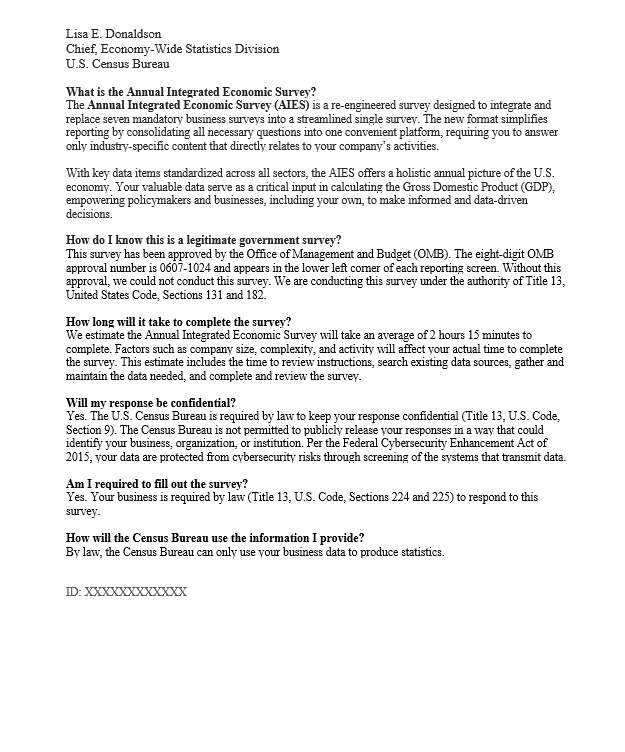 Lisa E. Donaldson
Chief, Economy-Wide Statistics Division
U.S. Census Bureau
What is the Annual Integrated Economic Survey?
The Annual Integrated Economic Survey (AIES) is a re-engineered survey designed to integrate and
replace seven mandatory business surveys into a streamlined single survey. The new format simplifies
reporting by consolidating all necessary questions into one convenient platform, requiring you to answer
only industry-specific content that directly relates to your company's activities.
With key data items standardized across all sectors, the AIES offers a holistic annual picture of the U.S.
economy. Your valuable data serve as a critical input in calculating the Gross Domestic Product (GDP),
empowering policymakers and businesses, including your own, to make informed and data-driven
decisions.
How do I know this is a legitimate government survey?
This survey has been approved by the Office of Management and Budget (OMB). The eight-digit OMB
approval number is 0607-1024 and appears in the lower left corner of each reporting screen. Without this
approval, we could not conduct this survey. We are conducting this survey under the authority of Title 13,
United States Code, Sections 131 and 182.
How long will it take to complete the survey?
We estimate the Annual Integrated Economic Survey will take an average of 2 hours 15 minutes to
complete. Factors such as company size, complexity, and activity will affect your actual time to complete
the survey. This estimate includes the time to review instructions, search existing data sources, gather and
maintain the data needed, and complete and review the survey.
Will my response be confidential?
Yes. The U.S. Census Bureau is required by law to keep your response confidential (Title 13, U.S. Code,
Section 9). The Census Bureau is not permitted to publicly release your responses in a way that could
identify your business, organization, or institution. Per the Federal Cybersecurity Enhancement Act of
2015, your data are protected from cybersecurity risks through screening of the systems that transmit data.
Am I required to fill out the survey?
Yes. Your business is required by law (Title 13, U.S. Code, Sections 224 and 225) to respond to this
survey.
How will the Census Bureau use the information I provide?
By law, the Census Bureau can only use your business data to produce statistics.
ID: XXXXXXXXXXXX